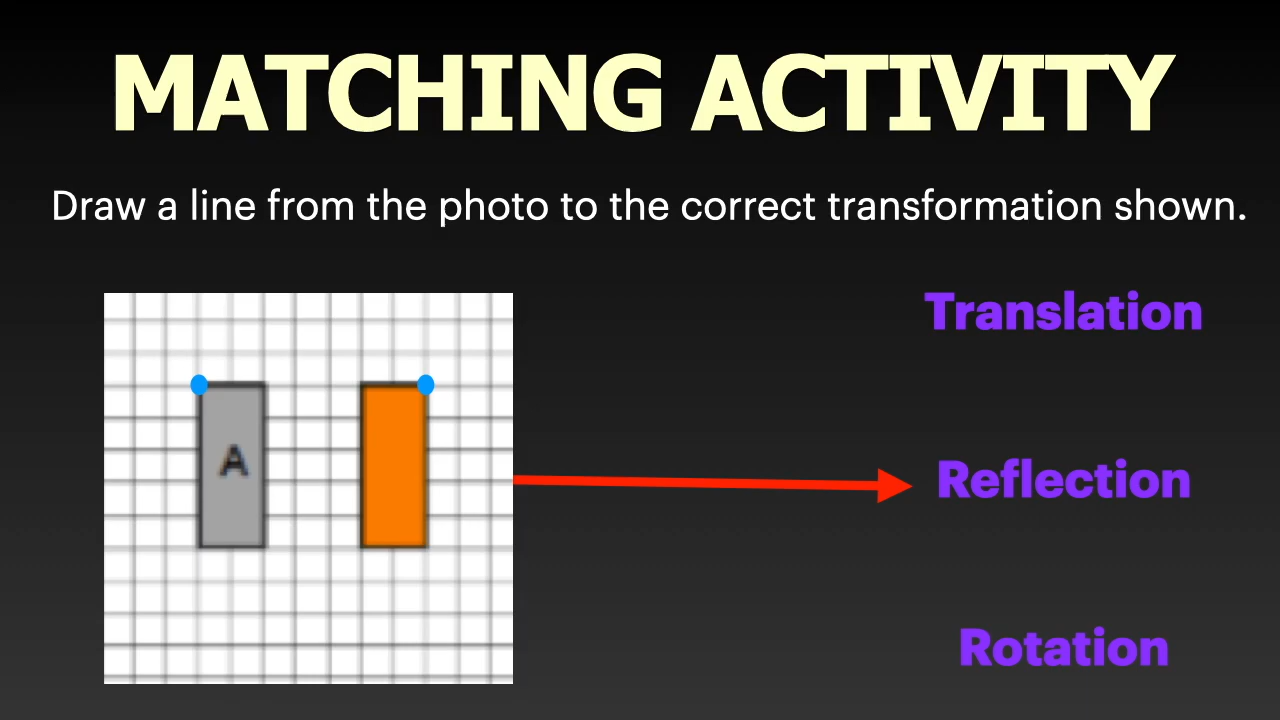 MATCHING ACTIVITY
Draw a line from the photo to the correct transformation shown.
Translation
A
Reflection
Rotation